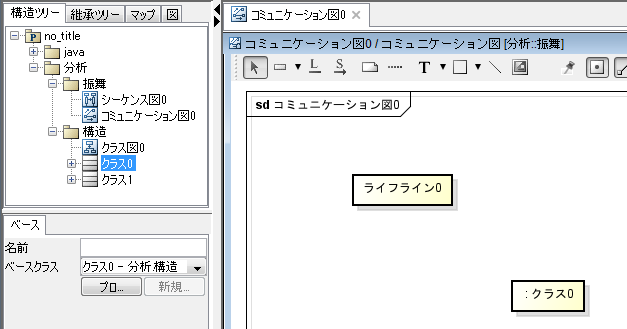 構造ツリー 継承ツリー マップ 図
no_title
java
分析
振舞
シーケンス図0
コミュニケーション図0
構造
クラス図0
クラス0
クラス1
ベース
名前
ベースクラス クラス0 - 分析.構造
プロ... 新規...
コミュニケーション図0
コミュニケーション図0 / コミュニケーション図 [分析::振舞]
L S T
sd コミュニケーション図0
ライフライン0
: クラス0